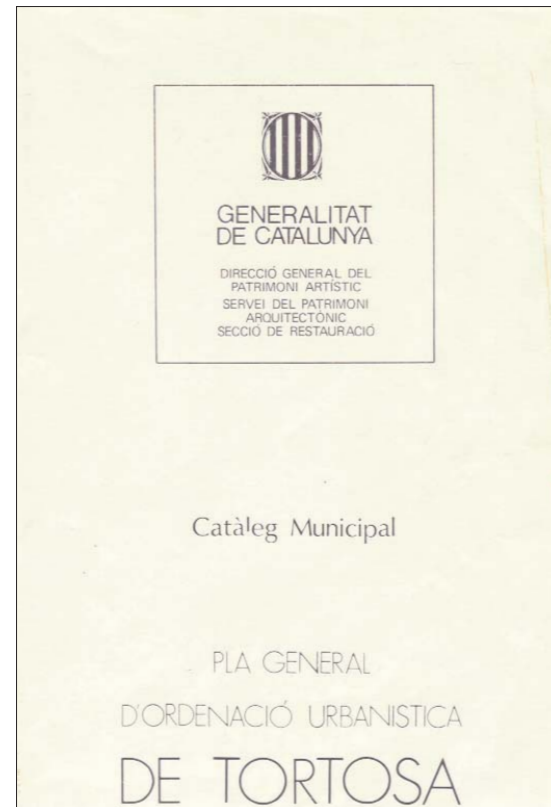 GENERALITAT
DE CATALUNYA
DIRECCIÓ GENERAL DEL
PATRIMONI ARTÍSTIC
SERVEI DEL PATRIMONI
ARQUITECTÒNIC
SECCIÓ DE RESTAURACIÓ
Catàleg Municipal
PLA GENERAL
D'ORDENACIÓ URBANISTICA
DE TORTOSA